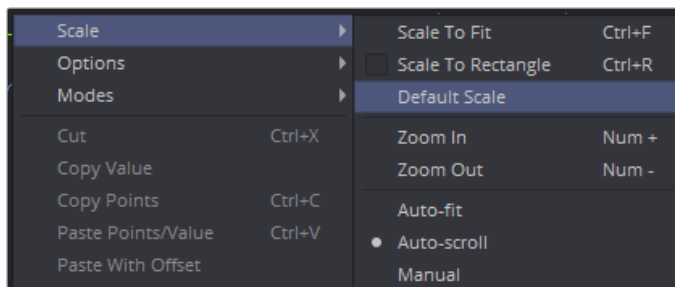 Scale
Options
Modes
Cut Ctrl+X
Copy Value
Copy Points Ctrl+C
Paste Points/Value Ctrl+V
Paste With Offset
Scale To Fit Ctrl+F
Scale To Rectangle Ctrl+R
Default Scale
Zoom In Num +
Zoom Out Num -
Auto-fit
Auto-scroll
Manual